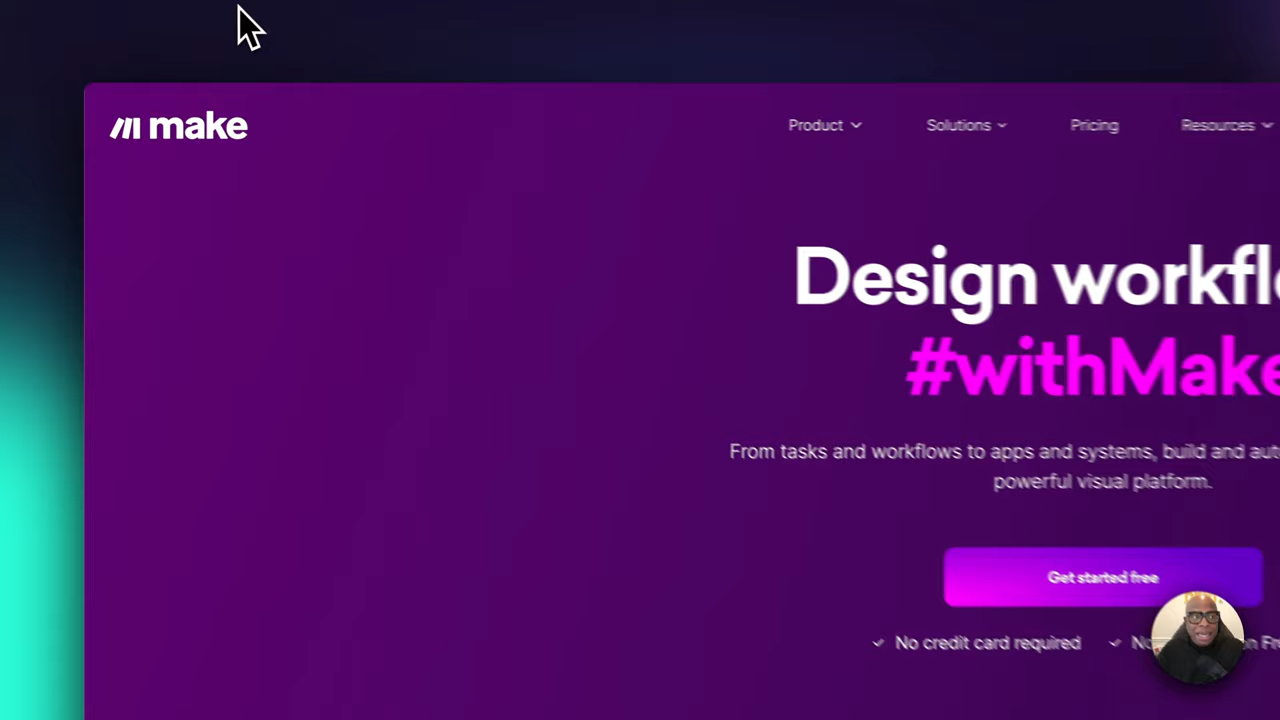 make
Product
Solutions
Pricing
Resources
Design workfl
#withMake
From tasks and workflows to apps and systems, build and
powerful visual platform.
Get started free
No credit card required